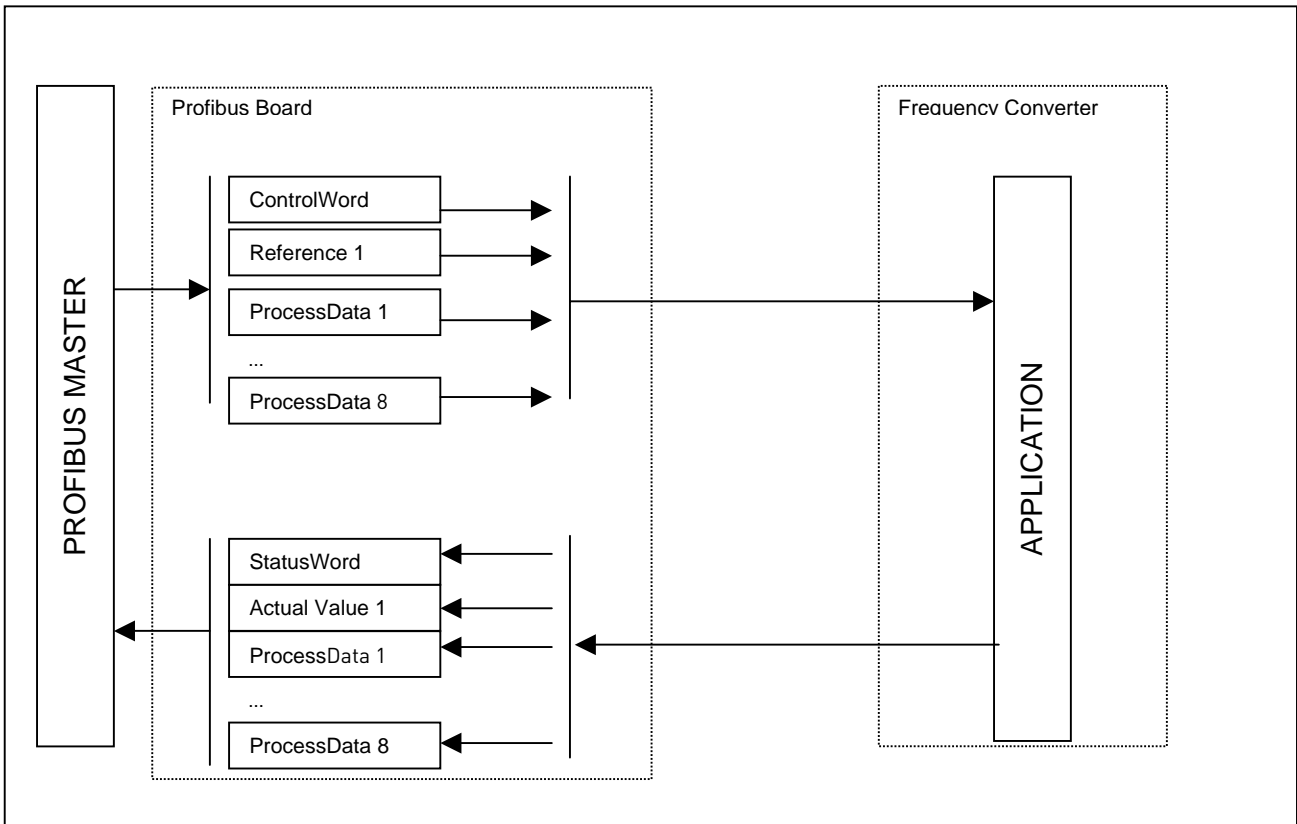 PROFIBUS MASTER
Profibus Board
ControlWord
Reference 1
ProcessData 1
...
ProcessData 8
StatusWord
Actual Value 1
ProcessData 1
...
ProcessData 8
Frequency Converter
APPLICATION